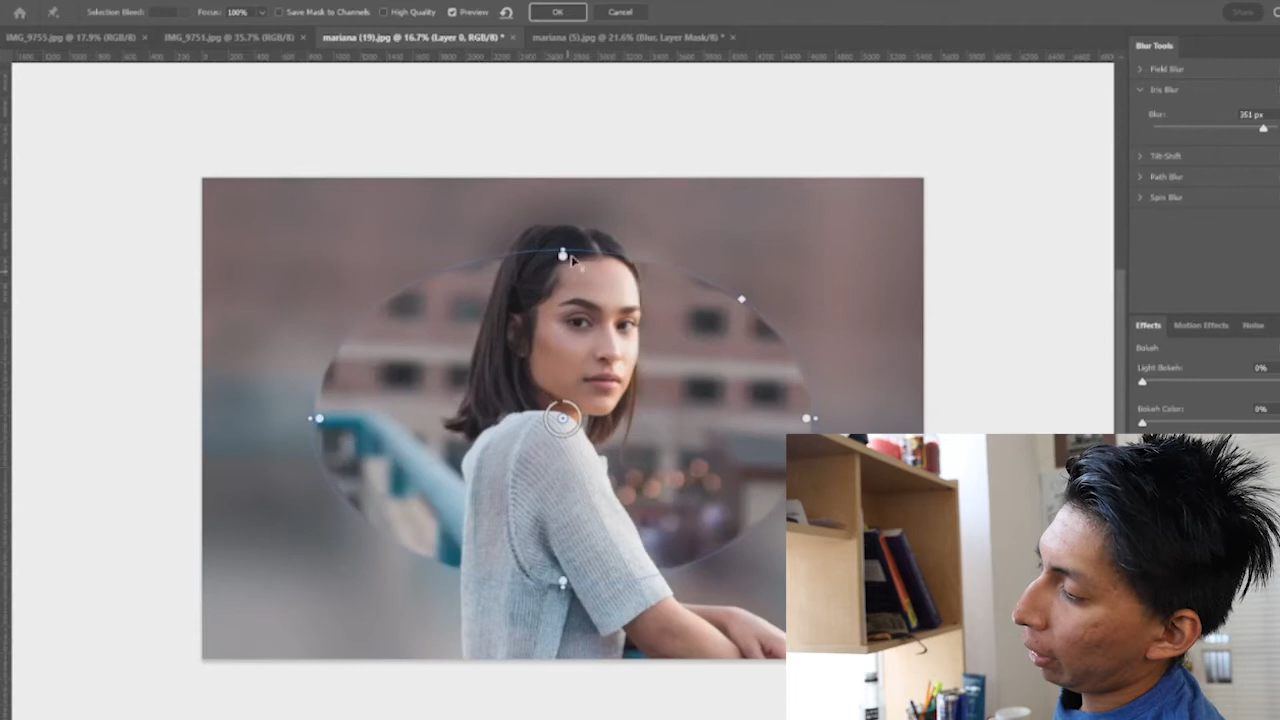 Selection Bleed: Focus: 100% Save Mask to Channels High Quality Preview OK Cancel Share
IMG_9755.jpg @ 17.9% (RGB/8) × IMG_9751.jpg @ 35.7% (RGB/8) × mariana (19).jpg @ 16.7% (Layer 0, RGB/8) * × mariana (5).jpg @ 21.6% (Blur, Layer Mask/8) * ×
Blur Tools
Field Blur
Iris Blur
Blur: 351 px
Tilt-Shift
Path Blur
Spin Blur
Effects Motion Effects Noise
Bokeh
Light Bokeh: 0%
Bokeh Color: 0%